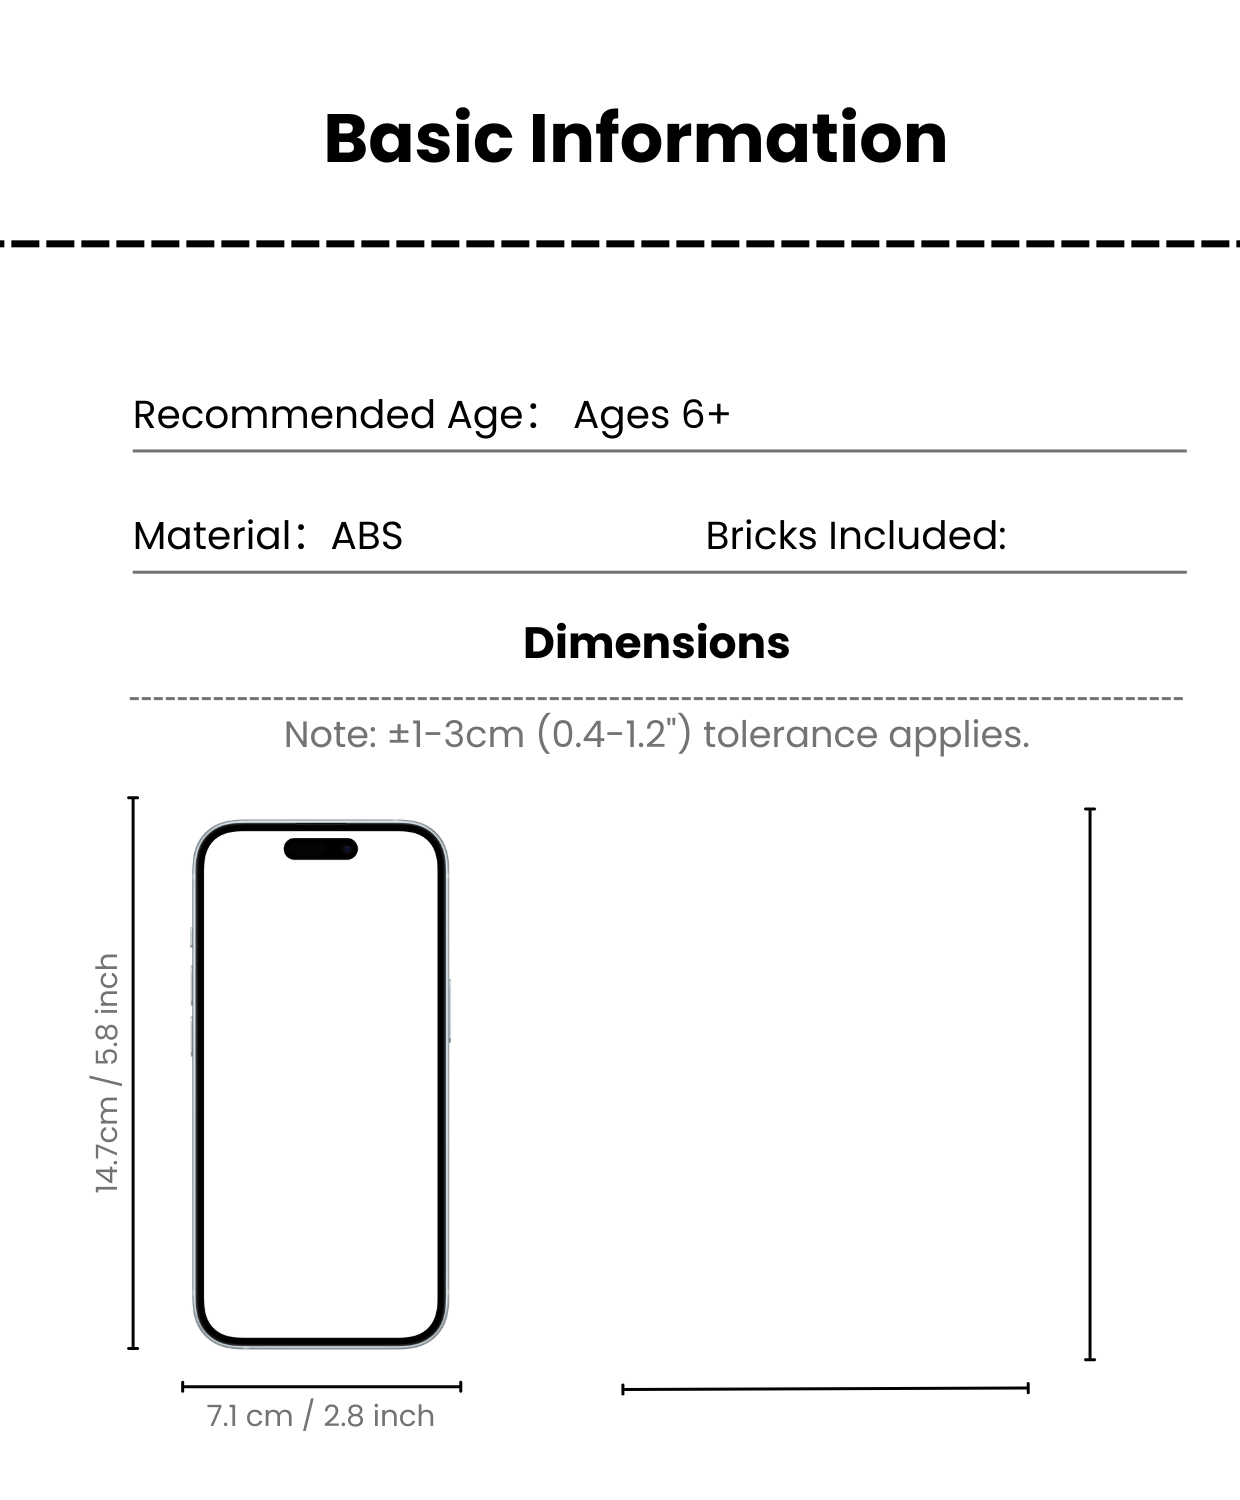 Basic Information
Recommended Age： Ages 6+
Material：ABS
Bricks Included:
Dimensions
Note: ±1-3cm (0.4-1.2") tolerance applies.
14.7cm / 5.8 inch
7.1 cm / 2.8 inch